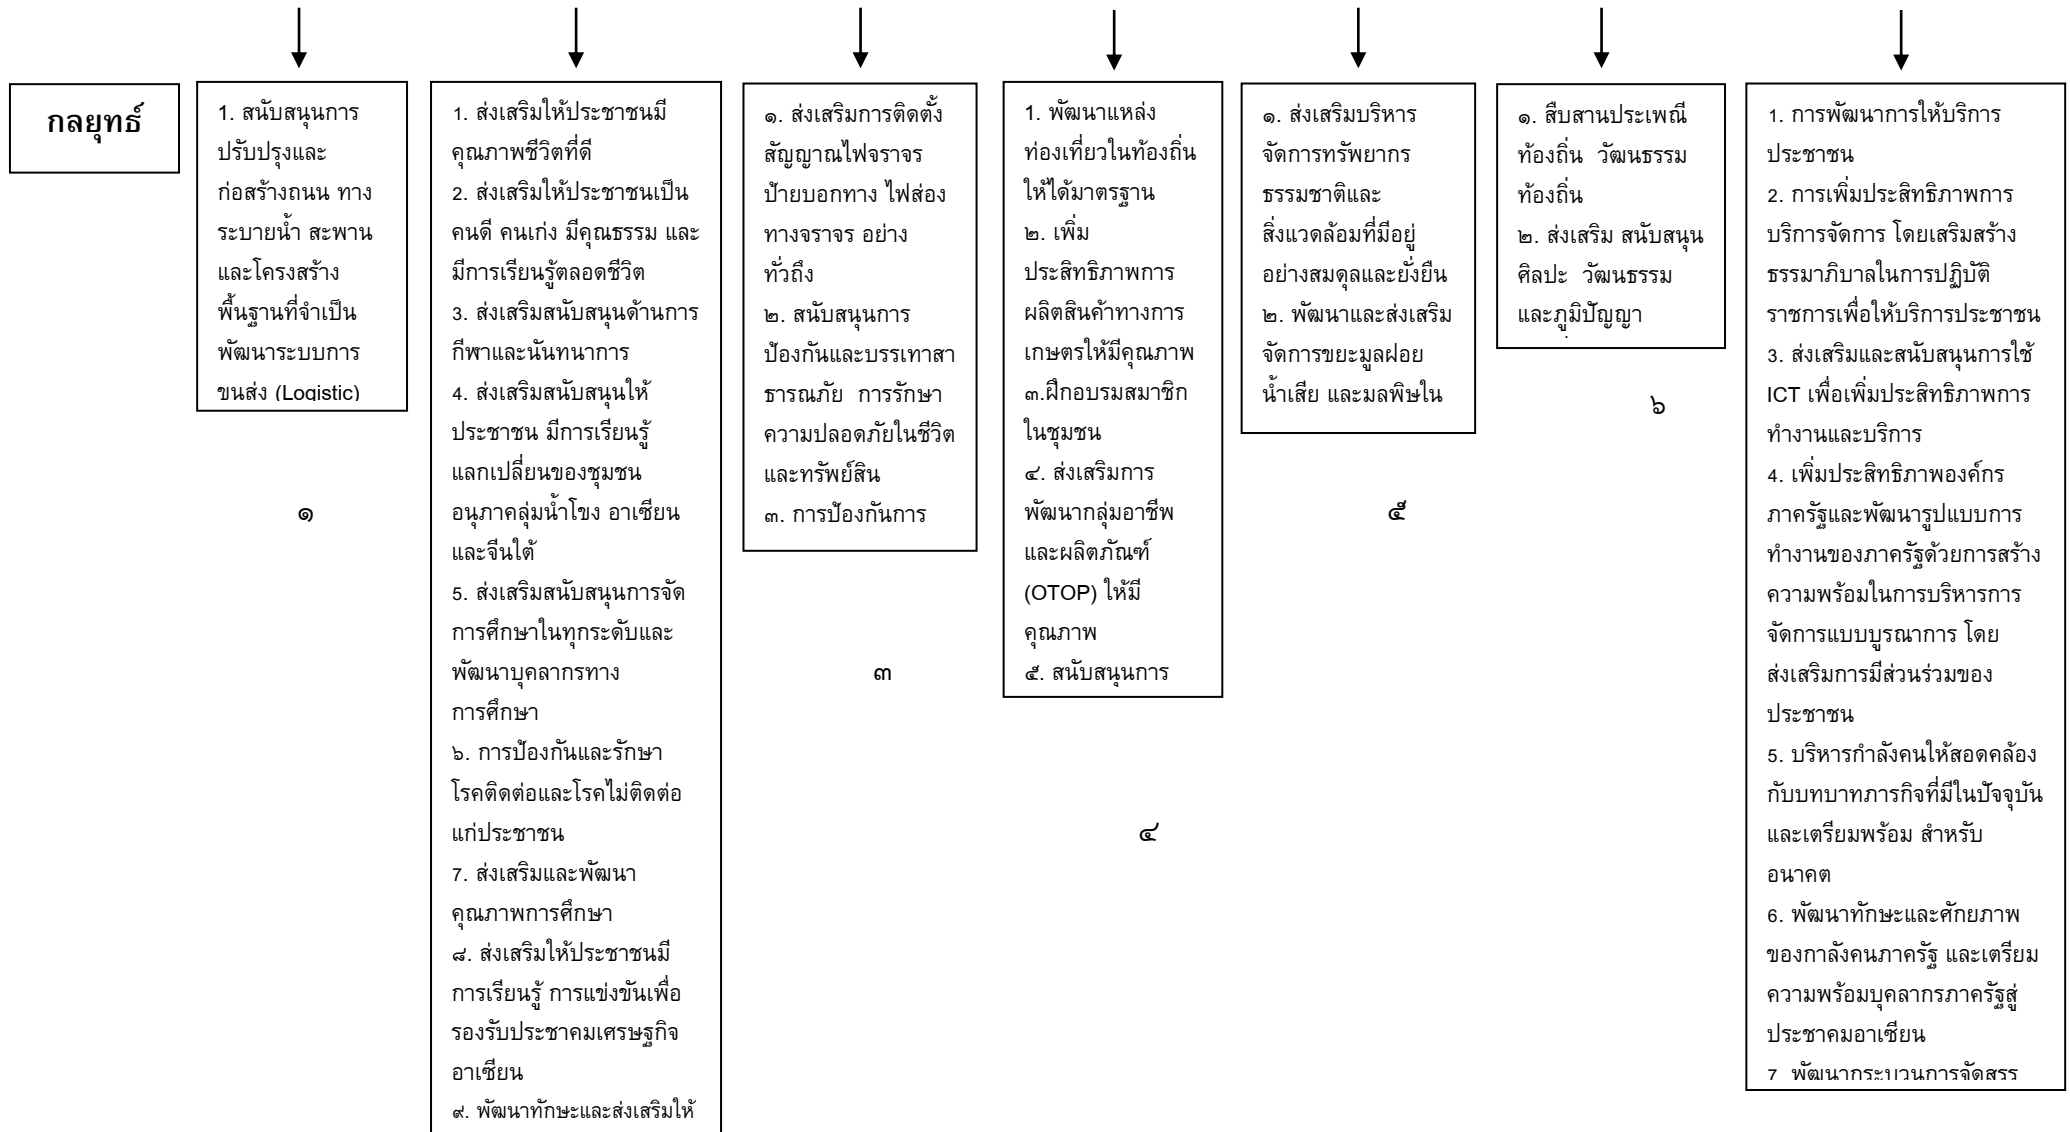 กลยุทธ์
1. สนับสนุนการ
ปรับปรุงและ
ก่อสร้างถนน ทาง
ระบายน้ำ สะพาน
และโครงสร้าง
พื้นฐานที่จำเป็น
พัฒนาระบบการ
ขนส่ง (Logistic)
๑
1. ส่งเสริมให้ประชาชนมี
คุณภาพชีวิตที่ดี
2. ส่งเสริมให้ประชาชนเป็น
คนดี คนเก่ง มีคุณธรรม และ
มีการเรียนรู้ตลอดชีวิต
3. ส่งเสริมสนับสนุนด้านการ
กีฬาและนันทนาการ
4. ส่งเสริมสนับสนุนให้
ประชาชน มีการเรียนรู้
แลกเปลี่ยนของชุมชน
อนุภาคลุ่มน้ำโขง อาเซียน
และจีนใต้
5. ส่งเสริมสนับสนุนการจัด
การศึกษาในทุกระดับและ
พัฒนาบุคลากรทาง
การศึกษา
๖. การป้องกันและรักษา
โรคติดต่อและโรคไม่ติดต่อ
แก่ประชาชน
7. ส่งเสริมและพัฒนา
คุณภาพการศึกษา
๘. ส่งเสริมให้ประชาชนมี
การเรียนรู้ การแข่งขันเพื่อ
รองรับประชาคมเศรษฐกิจ
อาเซียน
๙. พัฒนาทักษะและส่งเสริมให้
๑. ส่งเสริมการติดตั้ง
สัญญาณไฟจราจร
ป้ายบอกทาง ไฟส่อง
ทางจราจร อย่าง
ทั่วถึง
๒. สนับสนุนการ
ป้องกันและบรรเทาสา
ธารณภัย  การรักษา
ความปลอดภัยในชีวิต
และทรัพย์สิน
๓. การป้องกันการ
๓
1. พัฒนาแหล่ง
ท่องเที่ยวในท้องถิ่น
ให้ได้มาตรฐาน
๒. เพิ่ม
ประสิทธิภาพการ
ผลิตสินค้าทางการ
เกษตรให้มีคุณภาพ
๓.ฝึกอบรมสมาชิก
ในชุมชน
๔. ส่งเสริมการ
พัฒนากลุ่มอาชีพ
และผลิตภัณฑ์
(OTOP) ให้มี
คุณภาพ
๕. สนับสนุนการ
๔
๑. ส่งเสริมบริหาร
จัดการทรัพยากร
ธรรมชาติและ
สิ่งแวดล้อมที่มีอยู่
อย่างสมดุลและยั่งยืน
๒. พัฒนาและส่งเสริม
จัดการขยะมูลฝอย
น้ำเสีย และมลพิษใน
๕
๑. สืบสานประเพณี
ท้องถิ่น  วัฒนธรรม
ท้องถิ่น
๒. ส่งเสริม สนับสนุน
ศิลปะ  วัฒนธรรม
และภูมิปัญญา
๖
1. การพัฒนาการให้บริการ
ประชาชน
2. การเพิ่มประสิทธิภาพการ
บริการจัดการ โดยเสริมสร้าง
ธรรมาภิบาลในการปฏิบัติ
ราชการเพื่อให้บริการประชาชน
3. ส่งเสริมและสนับสนุนการใช้
ICT เพื่อเพิ่มประสิทธิภาพการ
ทำงานและบริการ
4. เพิ่มประสิทธิภาพองค์กร
ภาครัฐและพัฒนารูปแบบการ
ทำงานของภาครัฐด้วยการสร้าง
ความพร้อมในการบริหารการ
จัดการแบบบูรณาการ โดย
ส่งเสริมการมีส่วนร่วมของ
ประชาชน
5. บริหารกำลังคนให้สอดคล้อง
กับบทบาทภารกิจที่มีในปัจจุบัน
และเตรียมพร้อม สำหรับ
อนาคต
6. พัฒนาทักษะและศักยภาพ
ของกาลังคนภาครัฐ และเตรียม
ความพร้อมบุคลากรภาครัฐสู่
ประชาคมอาเซียน
7  พัฒนากระบวนการจัดสรร